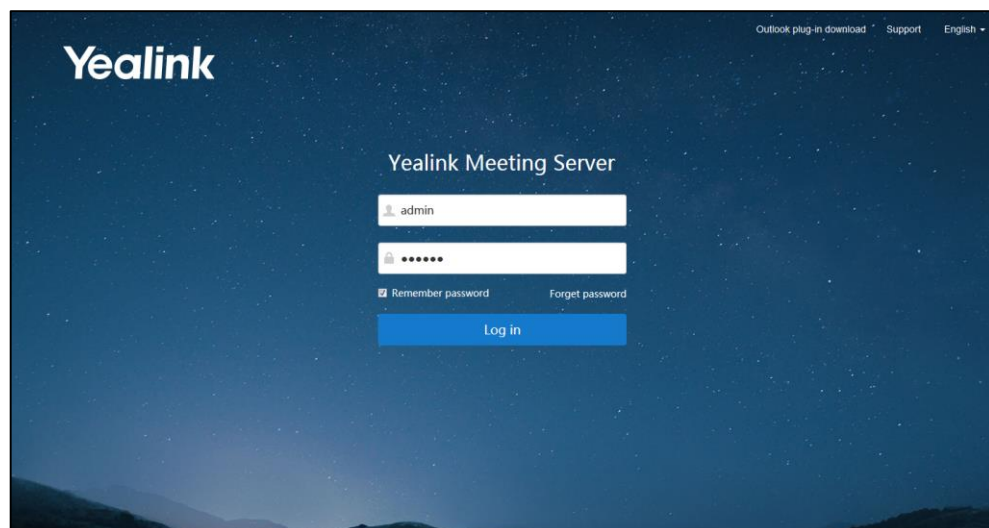 Outlook plug-in download Support English
Yealink
Yealink Meeting Server
admin
••••••
Remember password Forget password
Log in